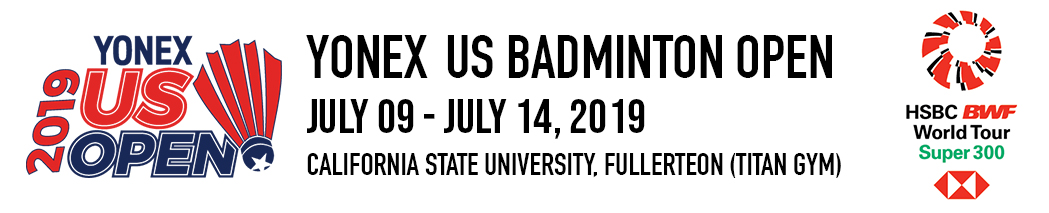 YONEX
2019
US
OPEN
YONEX US BADMINTON OPEN
JULY 09 - JULY 14, 2019
CALIFORNIA STATE UNIVERSITY, FULLERTEON (TITAN GYM)
HSBC BWF
World Tour
Super 300